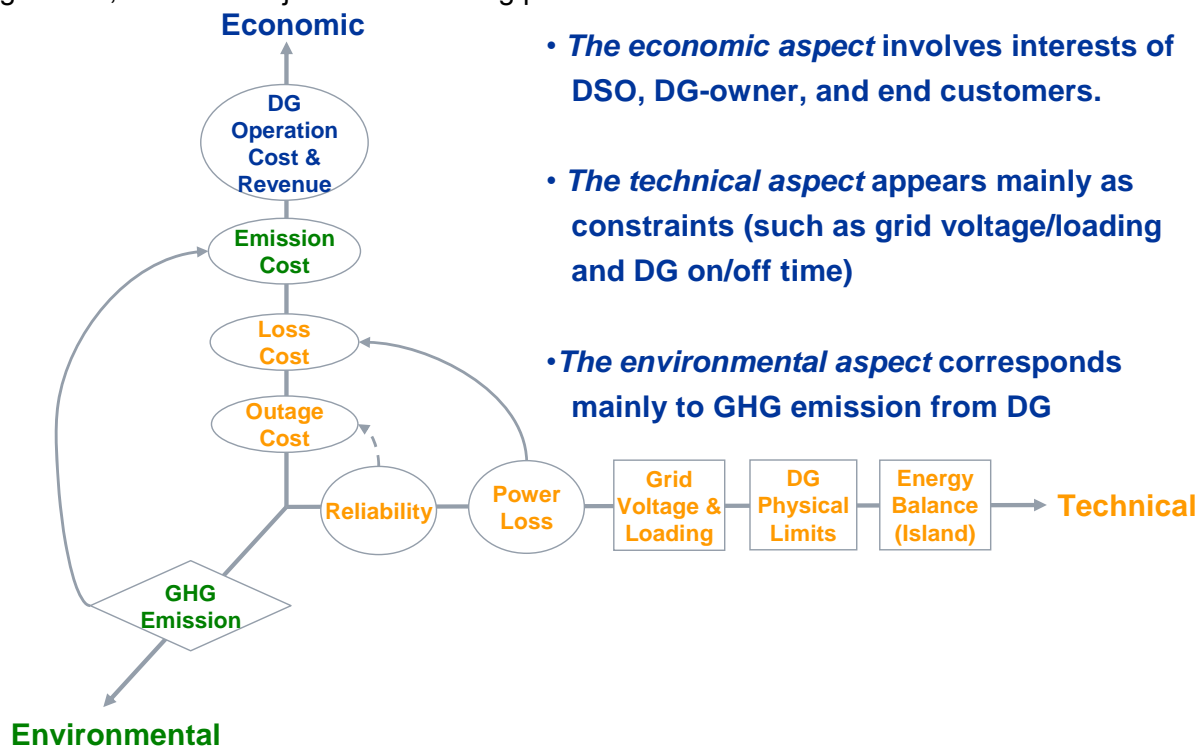 Economic
DG
Operation
Cost &
Revenue
Emission
Cost
Loss
Cost
Outage
Cost
• The economic aspect involves interests of
DSO, DG-owner, and end customers.
• The technical aspect appears mainly as
constraints (such as grid voltage/loading
and DG on/off time)
•The environmental aspect corresponds
mainly to GHG emission from DG
Reliability
Power
Loss
Grid
Voltage &
Loading
DG
Physical
Limits
Energy
Balance
(Island)
Technical
GHG
Emission
Environmental